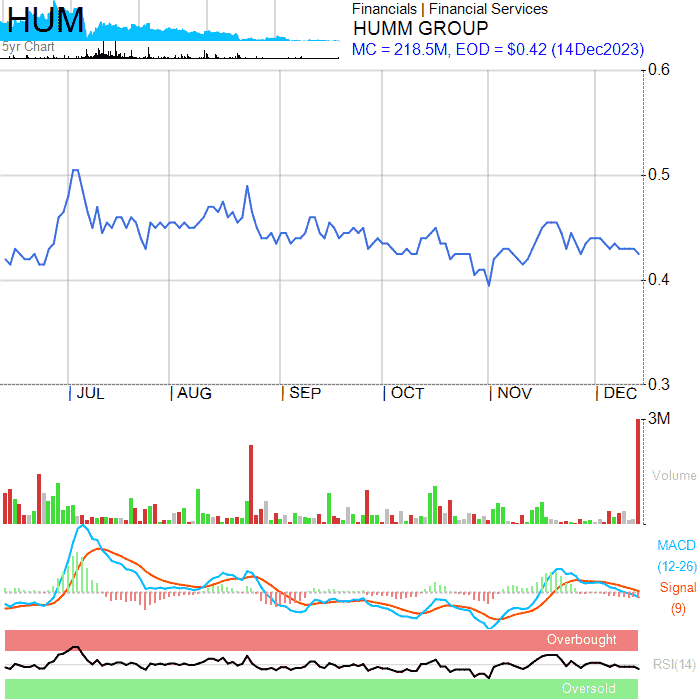 HUM
5yr Chart
Financials | Financial Services
HUMM GROUP
MC = 218.5M, EOD = $0.42 (14Dec2023)
0.6
0.5
0.4
0.3
JUL
AUG
SEP
OCT
NOV
DEC
3M
Volume
MACD
(12-26)
Signal
(9)
Overbought
RSI(14)
Oversold